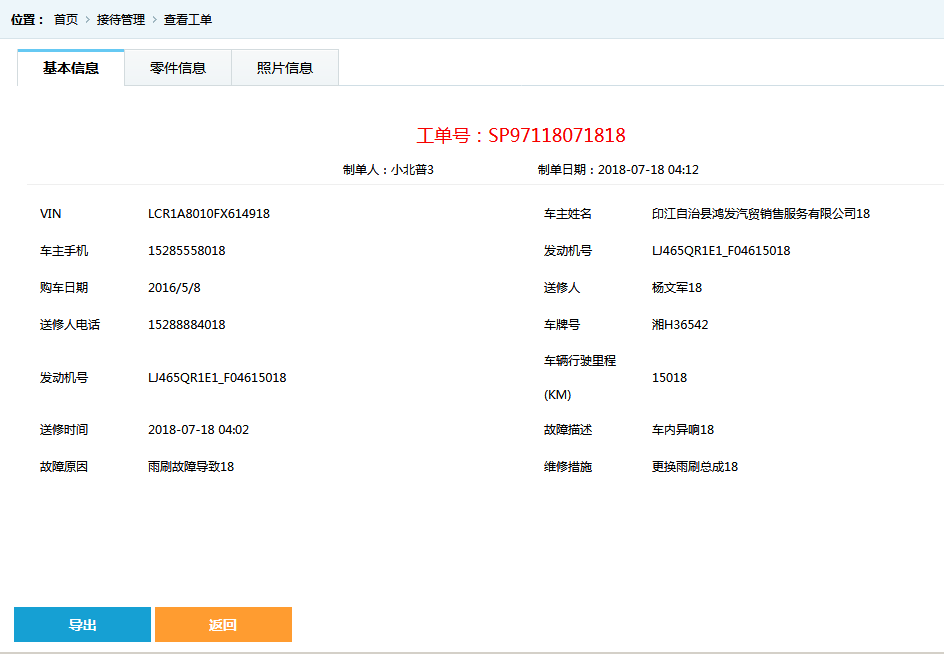 位置： 首页 › 接待管理 › 查看工单
基本信息 零件信息 照片信息
工单号：SP97118071818
制单人：小北普3 制单日期：2018-07-18 04:12
VIN LCR1A8010FX614918 车主姓名 印江自治县鸿发汽贸销售服务有限公司18
车主手机 15285558018 发动机号 LJ465QR1E1_F04615018
购车日期 2016/5/8 送修人 杨文军18
送修人电话 15288884018 车牌号 湘H36542
发动机号 LJ465QR1E1_F04615018 车辆行驶里程 15018
(KM)
送修时间 2018-07-18 04:02 故障描述 车内异响18
故障原因 雨刷故障导致18 维修措施 更换雨刷总成18
导出 返回